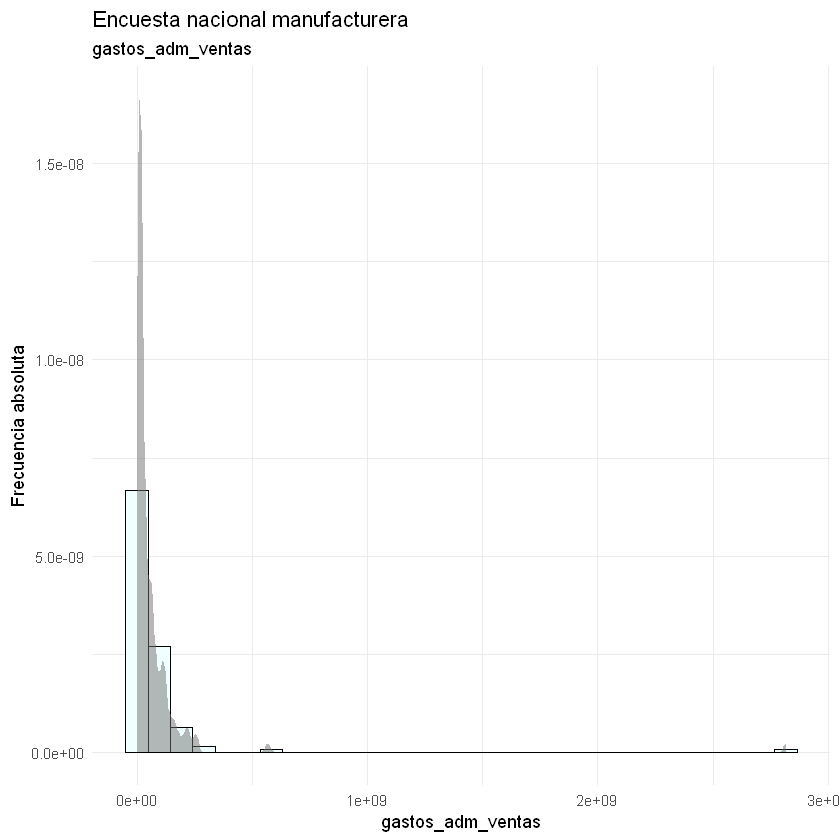 Encuesta nacional manufacturera
gastos_adm_ventas
Frecuencia absoluta
1.5e-08
1.0e-08
5.0e-09
0.0e+00
0e+00
1e+09
2e+09
3e+0
gastos_adm_ventas